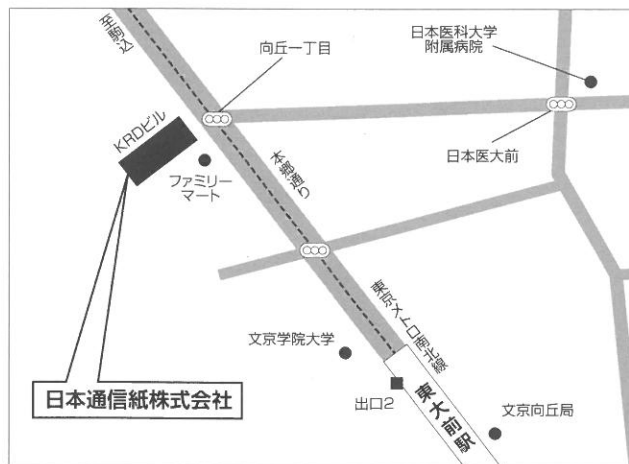 至駒込
向丘一丁目
日本医科大学
附属病院
KRDビル
ファミリー
マート
本郷通り
日本医大前
東京メトロ南北線
文京学院大学
日本通信紙株式会社
出口2
東大前駅
文京向丘局